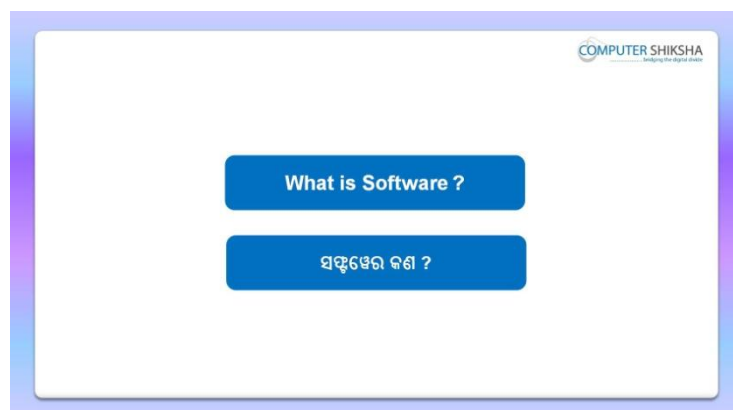 COMPUTER SHIKSHA
bridging the digital divide
What is Software ?
ସଫ୍ଟୱେର କଣ ?